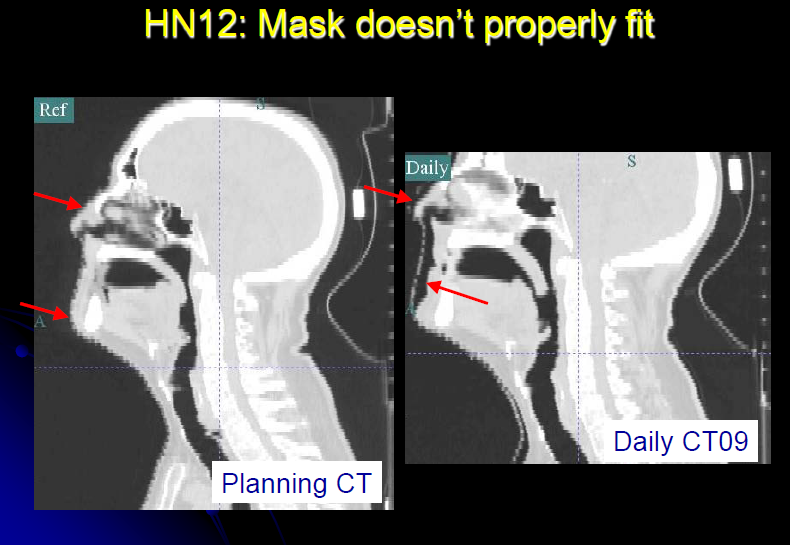 HN12: Mask doesn't properly fit
Ref
S
A
Planning CT
Daily
S
A
Daily CT09